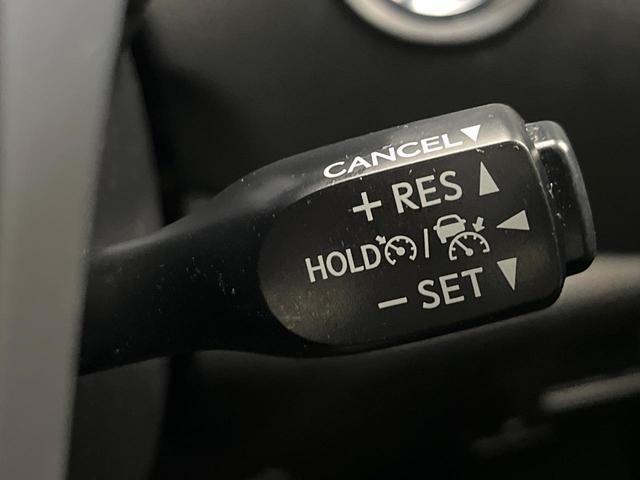 CANCEL▼
+ RES ▲
HOLD / ◀
− SET ▼